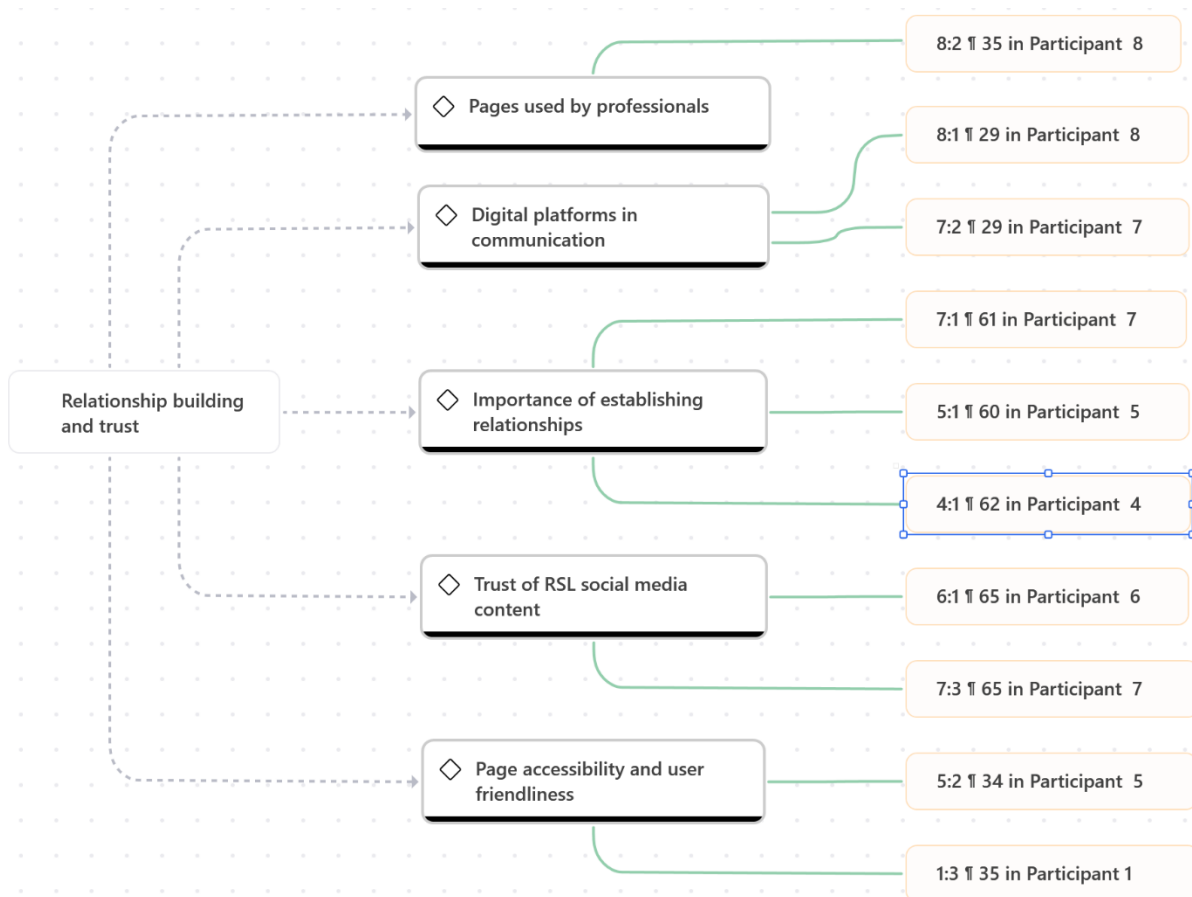 8:2 ¶ 35 in Participant 8
Pages used by professionals
8:1 ¶ 29 in Participant 8
Digital platforms in
communication
7:2 ¶ 29 in Participant 7
7:1 ¶ 61 in Participant 7
Relationship building
and trust
Importance of establishing
relationships
5:1 ¶ 60 in Participant 5
4:1 ¶ 62 in Participant 4
Trust of RSL social media
content
6:1 ¶ 65 in Participant 6
7:3 ¶ 65 in Participant 7
Page accessibility and user
friendliness
5:2 ¶ 34 in Participant 5
1:3 ¶ 35 in Participant 1